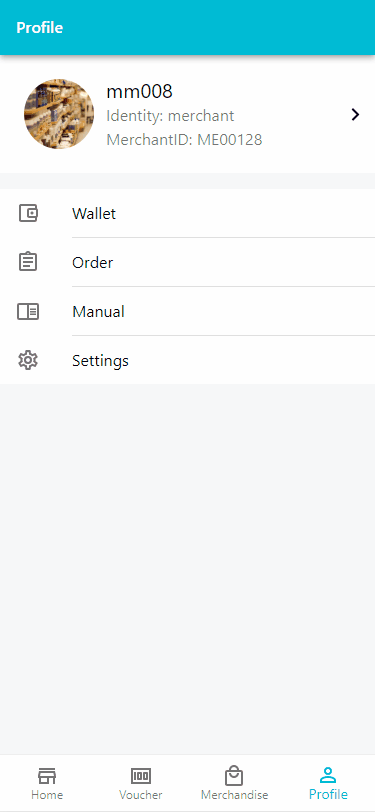 Profile
mm008
Identity: merchant
MerchantID: ME00128
Wallet
Order
Manual
Settings
Home
Voucher
Merchandise
Profile